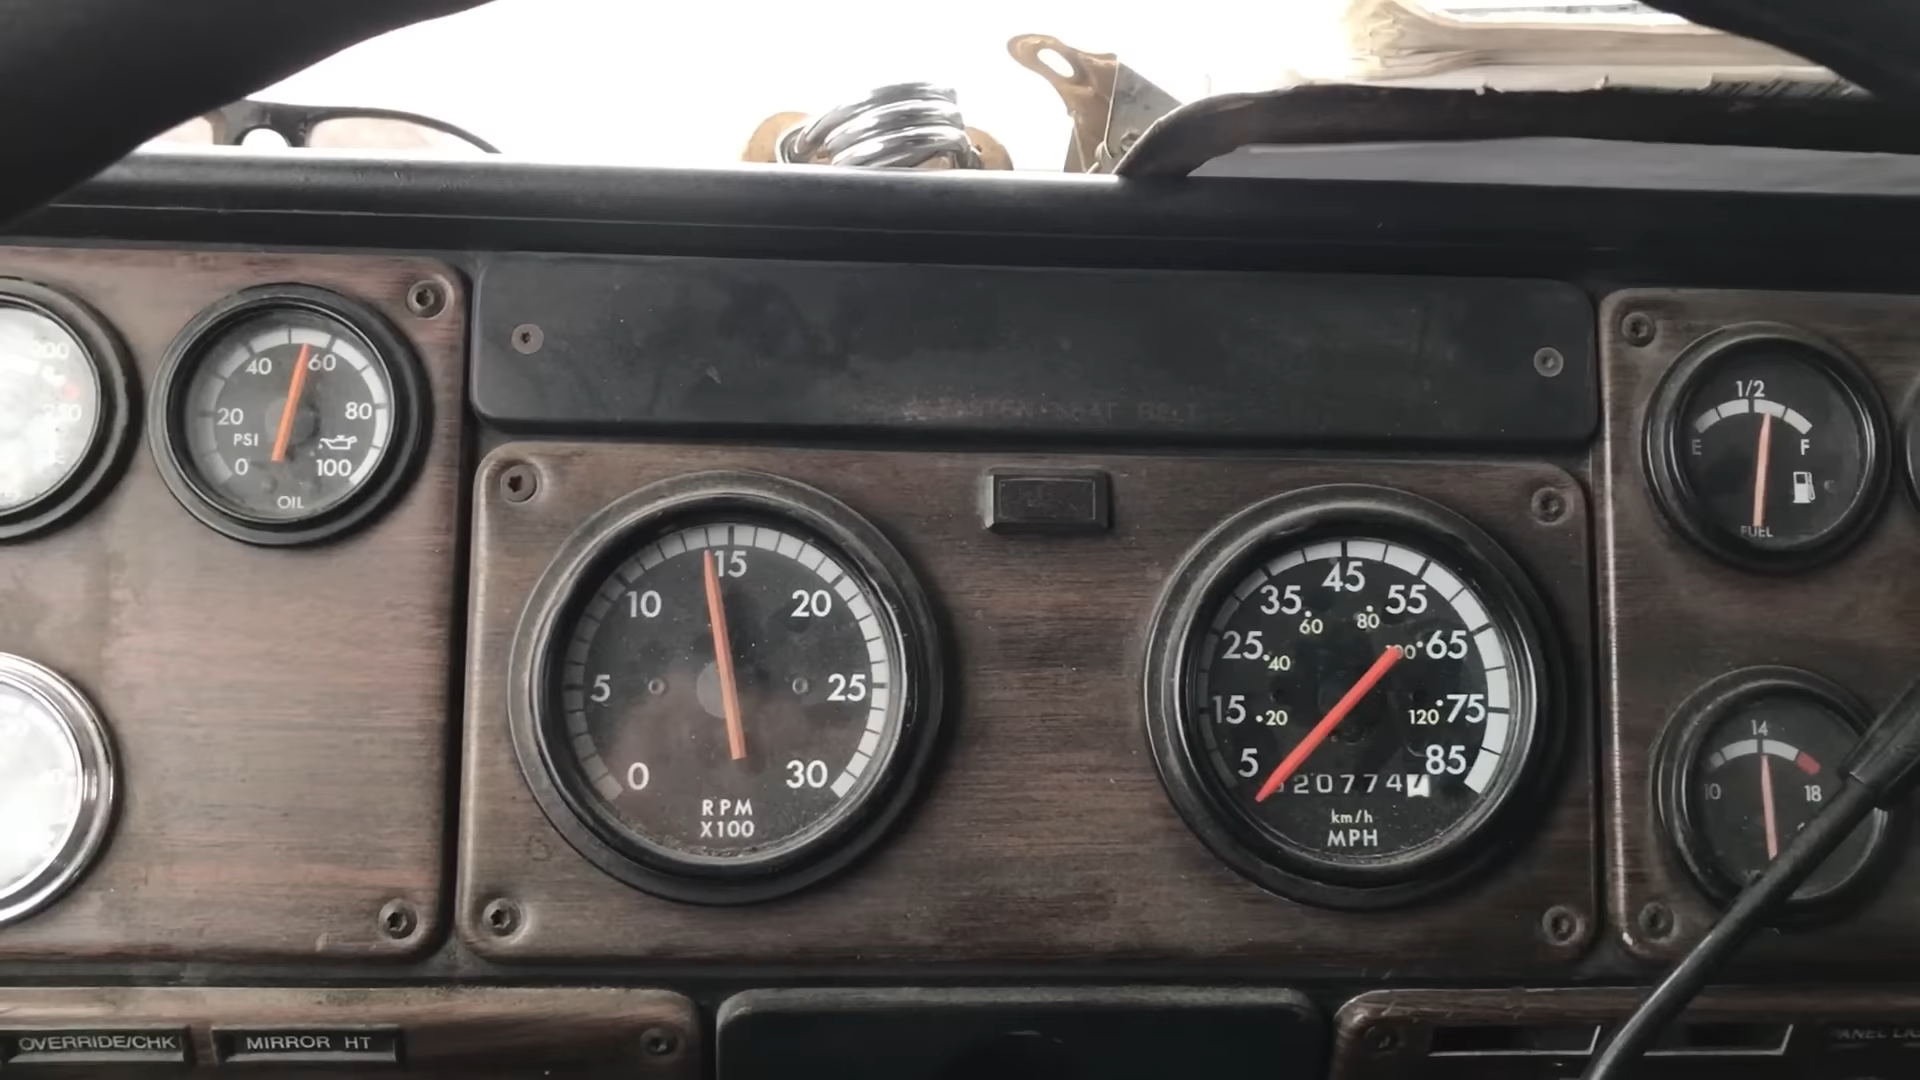 40 60
20 80
PSI
0 100
OIL
15
10 20
5 25
0 30
RPM
X100
45
35 55
60 80
25 65
40 100
15 20 120 75
5 85
207744
km/h
MPH
1/2
E F
FUEL
14
10 18
OVERRIDE/CHK
MIRROR HT